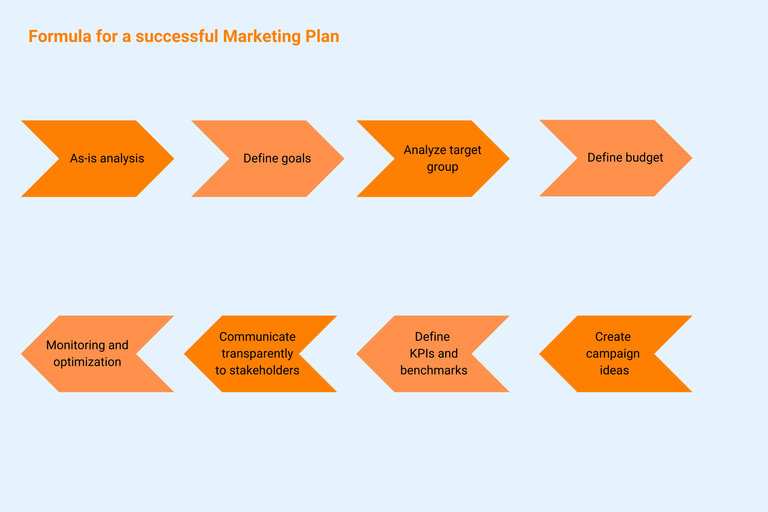 Formula for a successful Marketing Plan
As-is analysis
Define goals
Analyze target
group
Define budget
Create
campaign
ideas
Define
KPIs and
benchmarks
Communicate
transparently
to stakeholders
Monitoring and
optimization